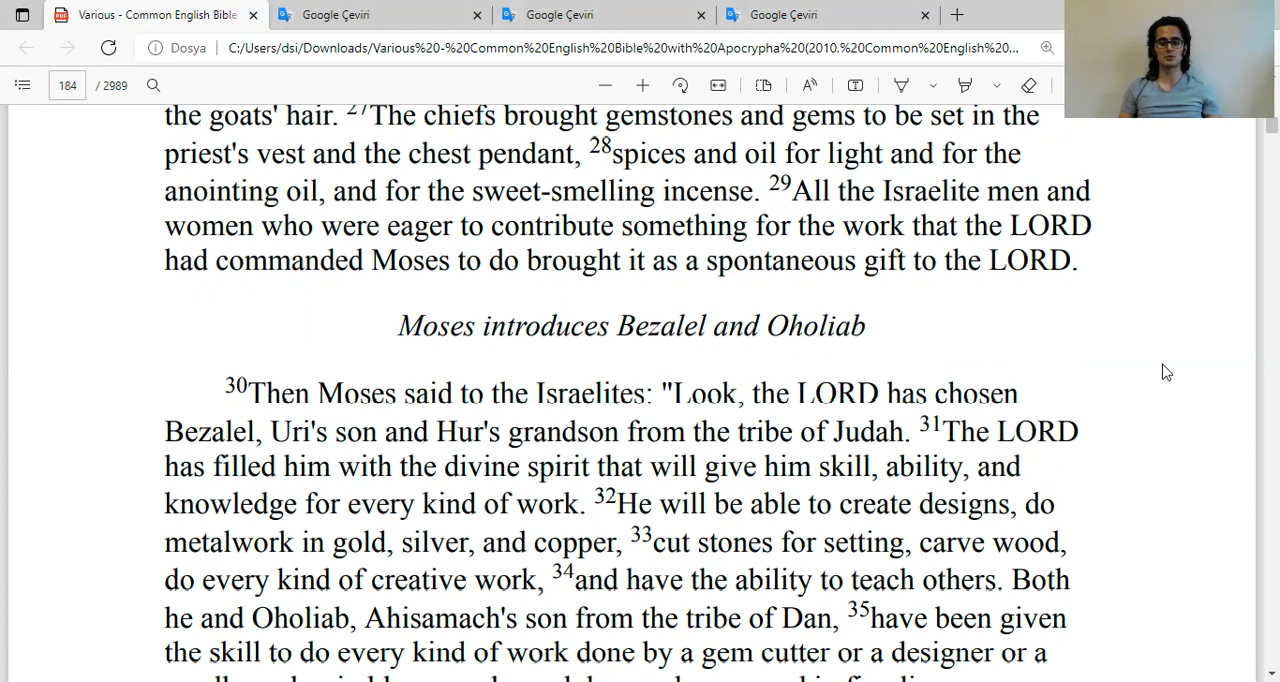 Various - Common English Bible
Google Çeviri
Google Çeviri
Google Çeviri
Dosya
C:/Users/dsi/Downloads/Various%20-%20Common%20English%20Bible%20with%20Apocrypha%20(2010,%20Common%20English%20...
184 / 2989
the goats' hair. 27The chiefs brought gemstones and gems to be set in the
priest's vest and the chest pendant, 28spices and oil for light and for the
anointing oil, and for the sweet-smelling incense. 29All the Israelite men and
women who were eager to contribute something for the work that the LORD
had commanded Moses to do brought it as a spontaneous gift to the LORD.
Moses introduces Bezalel and Oholiab
30Then Moses said to the Israelites: "Look, the LORD has chosen
Bezalel, Uri's son and Hur's grandson from the tribe of Judah. 31The LORD
has filled him with the divine spirit that will give him skill, ability, and
knowledge for every kind of work. 32He will be able to create designs, do
metalwork in gold, silver, and copper, 33cut stones for setting, carve wood,
do every kind of creative work, 34and have the ability to teach others. Both
he and Oholiab, Ahisamach's son from the tribe of Dan, 35have been given
the skill to do every kind of work done by a gem cutter or a designer or a